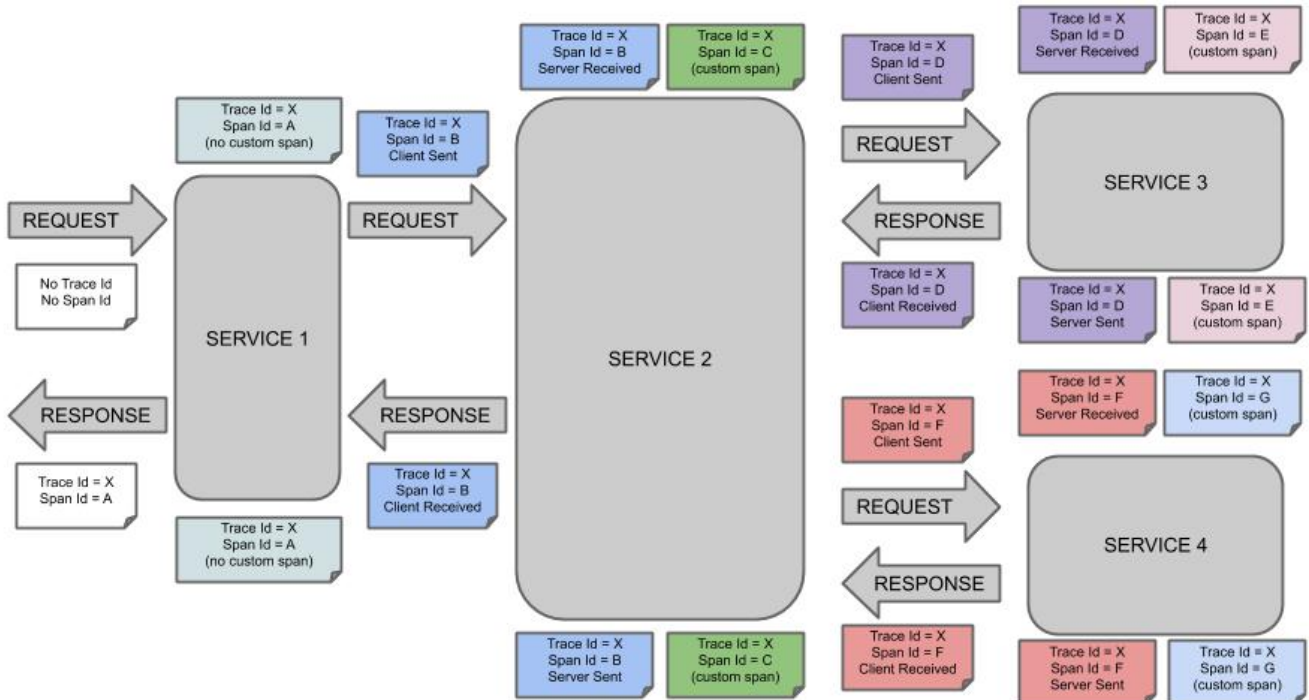 Trace Id = X
Span Id = B
Server Received
Trace Id = X
Span Id = C
(custom span)
Trace Id = X
Span Id = D
Client Sent
Trace Id = X
Span Id = D
Server Received
Trace Id = X
Span Id = E
(custom span)
Trace Id = X
Span Id = A
(no custom span)
Trace Id = X
Span Id = B
Client Sent
REQUEST
SERVICE 3
REQUEST
REQUEST
RESPONSE
No Trace Id
No Span Id
Trace Id = X
Span Id = D
Client Received
Trace Id = X
Span Id = D
Server Sent
Trace Id = X
Span Id = E
(custom span)
SERVICE 1
SERVICE 2
RESPONSE
RESPONSE
Trace Id = X
Span Id = F
Client Sent
Trace Id = X
Span Id = F
Server Received
Trace Id = X
Span Id = G
(custom span)
Trace Id = X
Span Id = A
Trace Id = X
Span Id = B
Client Received
REQUEST
SERVICE 4
Trace Id = X
Span Id = A
(no custom span)
RESPONSE
Trace Id = X
Span Id = B
Server Sent
Trace Id = X
Span Id = C
(custom span)
Trace Id = X
Span Id = F
Client Received
Trace Id = X
Span Id = F
Server Sent
Trace Id = X
Span Id = G
(custom span)